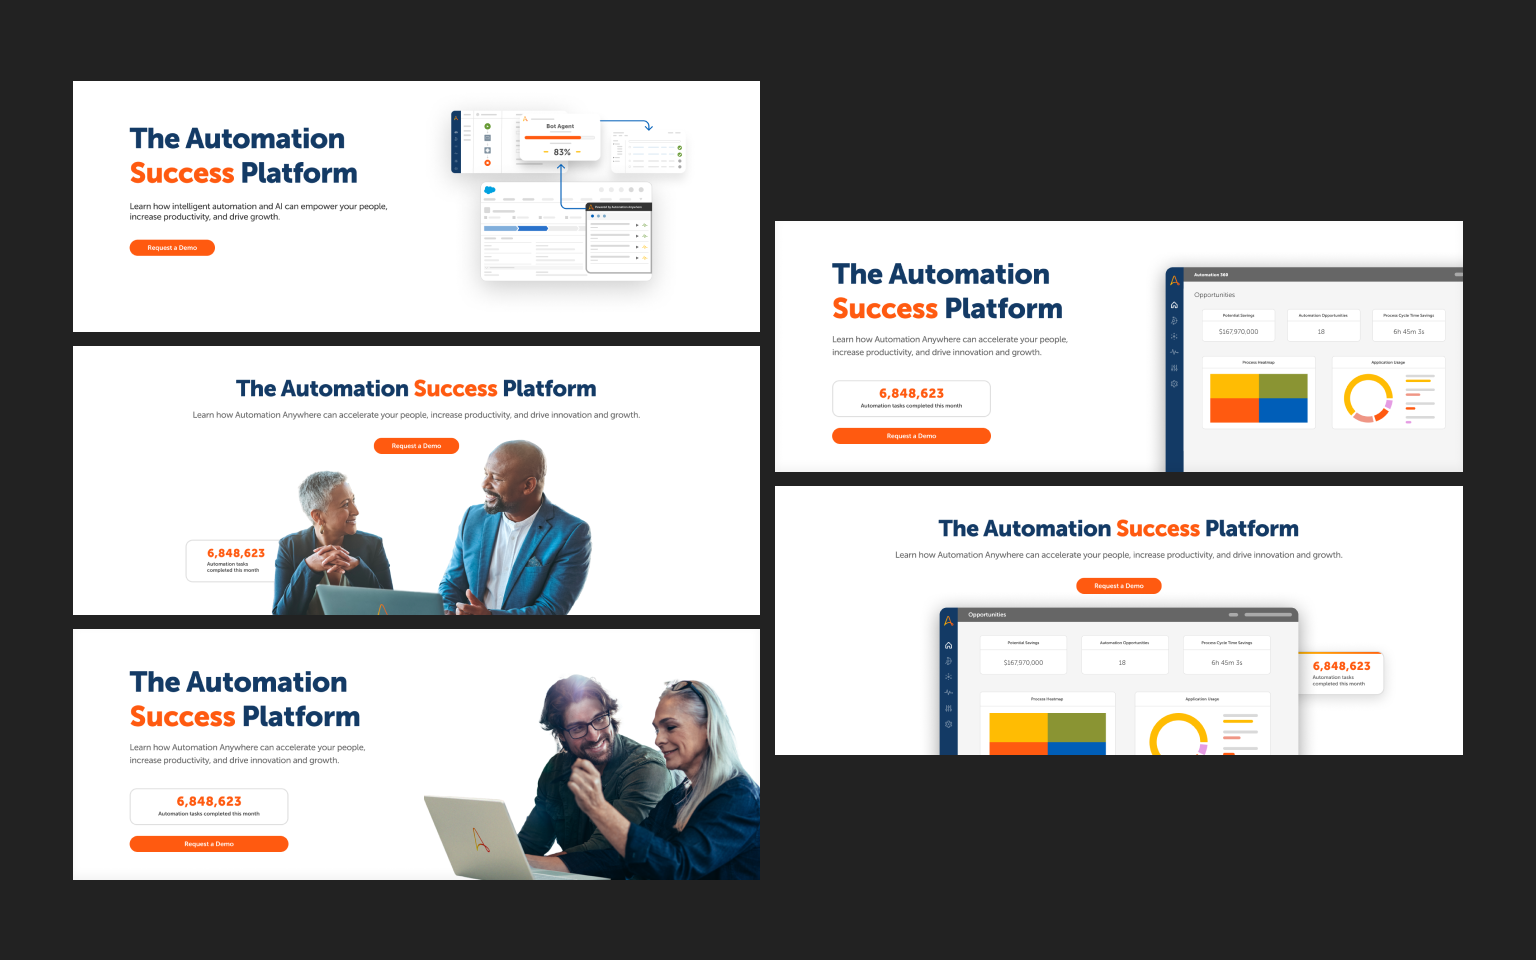 The Automation
Success Platform
Learn how intelligent automation and AI can empower your people,
increase productivity, and drive growth.
Request a Demo
Bot Agent
83%
Powered by Automation Anywhere
The Automation Success Platform
Learn how Automation Anywhere can accelerate your people, increase productivity, and drive innovation and growth.
Request a Demo
6,848,623
Automation tasks
completed this month
The Automation
Success Platform
Learn how Automation Anywhere can accelerate your people,
increase productivity, and drive innovation and growth.
6,848,623
Automation tasks completed this month
Request a Demo
The Automation
Success Platform
Learn how Automation Anywhere can accelerate your people,
increase productivity, and drive innovation and growth.
6,848,623
Automation tasks completed this month
Request a Demo
Automation 360
Opportunities
Potential Savings
Automation Opportunities
Process Cycle Time Savings
$167,970,000
18
6h 45m 3s
Process Heatmap
Application Usage
The Automation Success Platform
Learn how Automation Anywhere can accelerate your people, increase productivity, and drive innovation and growth.
Request a Demo
Opportunities
Potential Savings
Automation Opportunities
Process Cycle Time Savings
$167,970,000
18
6h 45m 3s
Process Heatmap
Application Usage
6,848,623
Automation tasks
completed this month